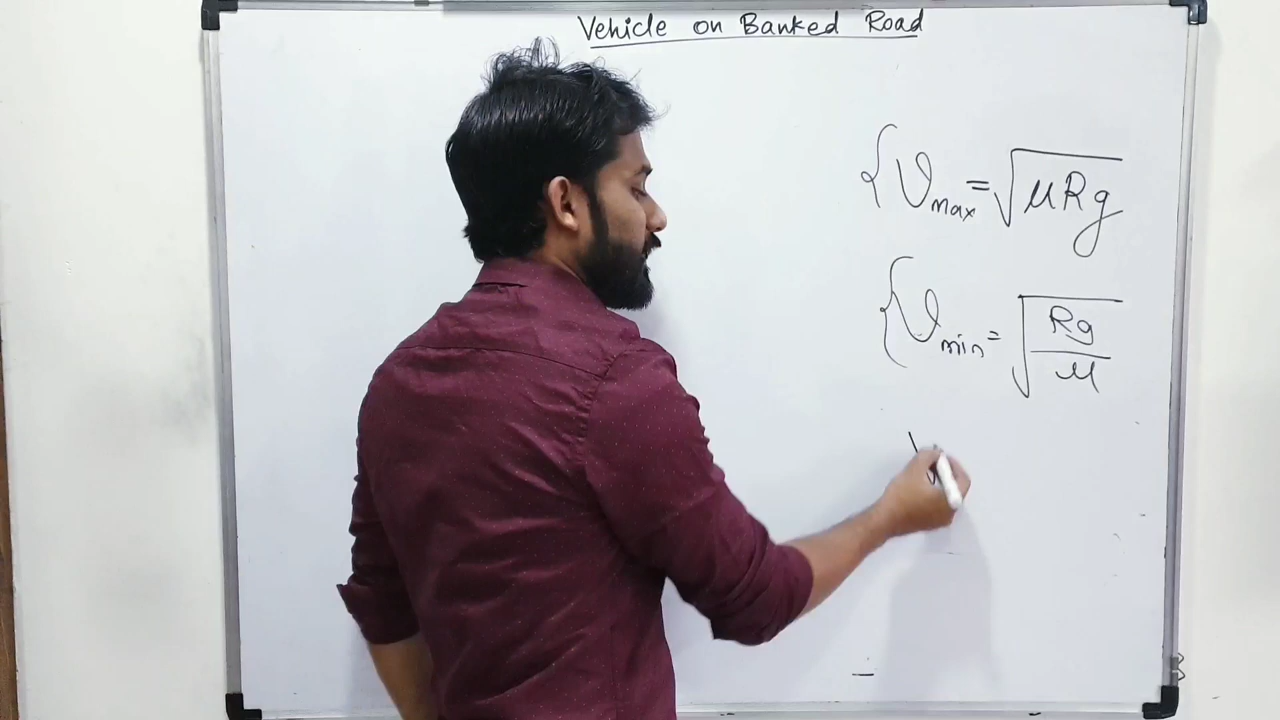 Vehicle on Banked Road
{ v_max = √(μRg)
{ v_min = √(Rg/μ)